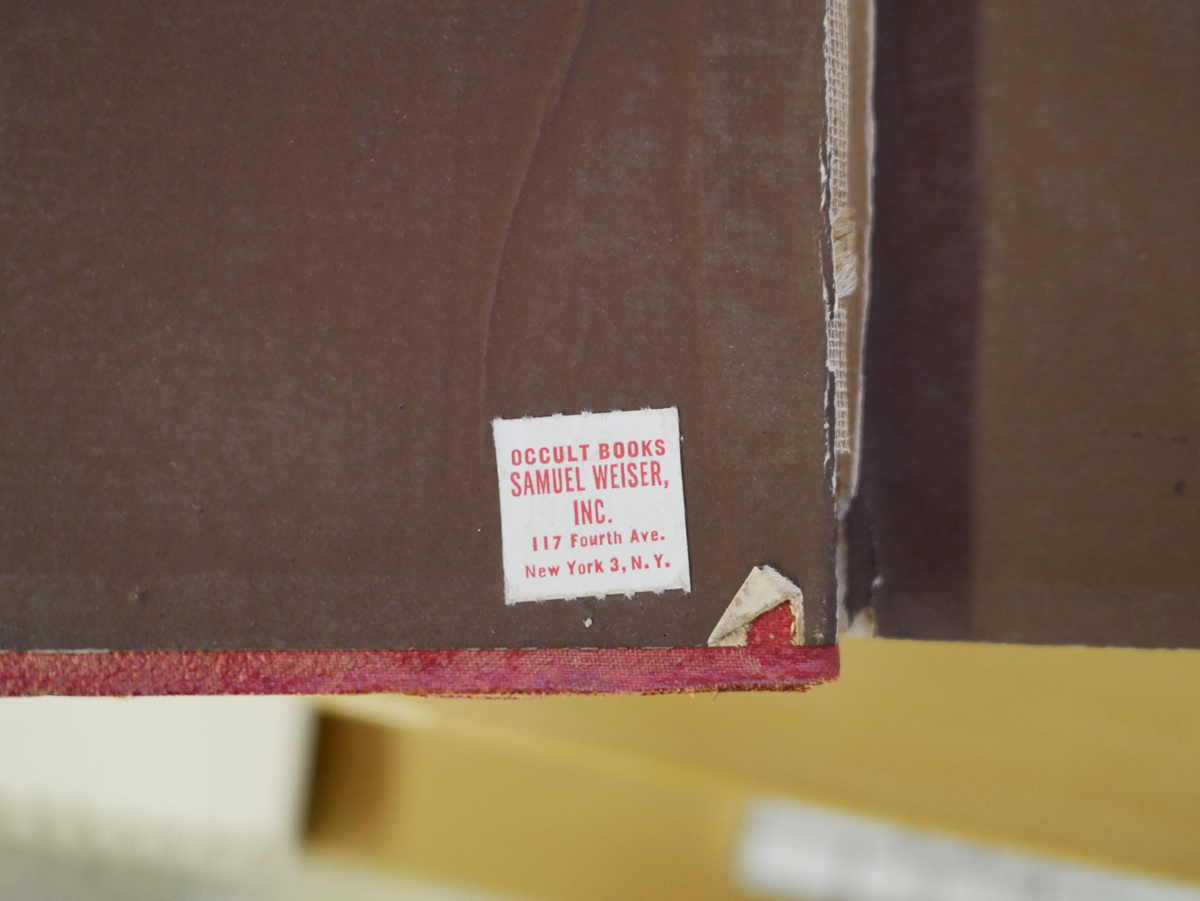 OCCULT BOOKS
SAMUEL WEISER,
INC.
117 Fourth Ave.
New York 3, N.Y.